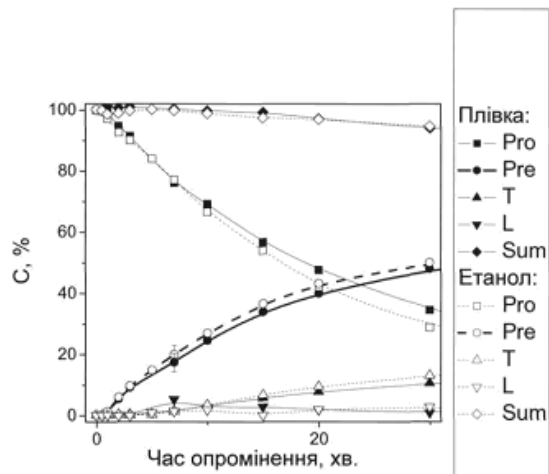 100
80
60
40
20
0
C, %
0
20
Час опромінення, хв.
Плівка:
Pro
Pre
T
L
Sum
Етанол:
Pro
Pre
T
L
Sum